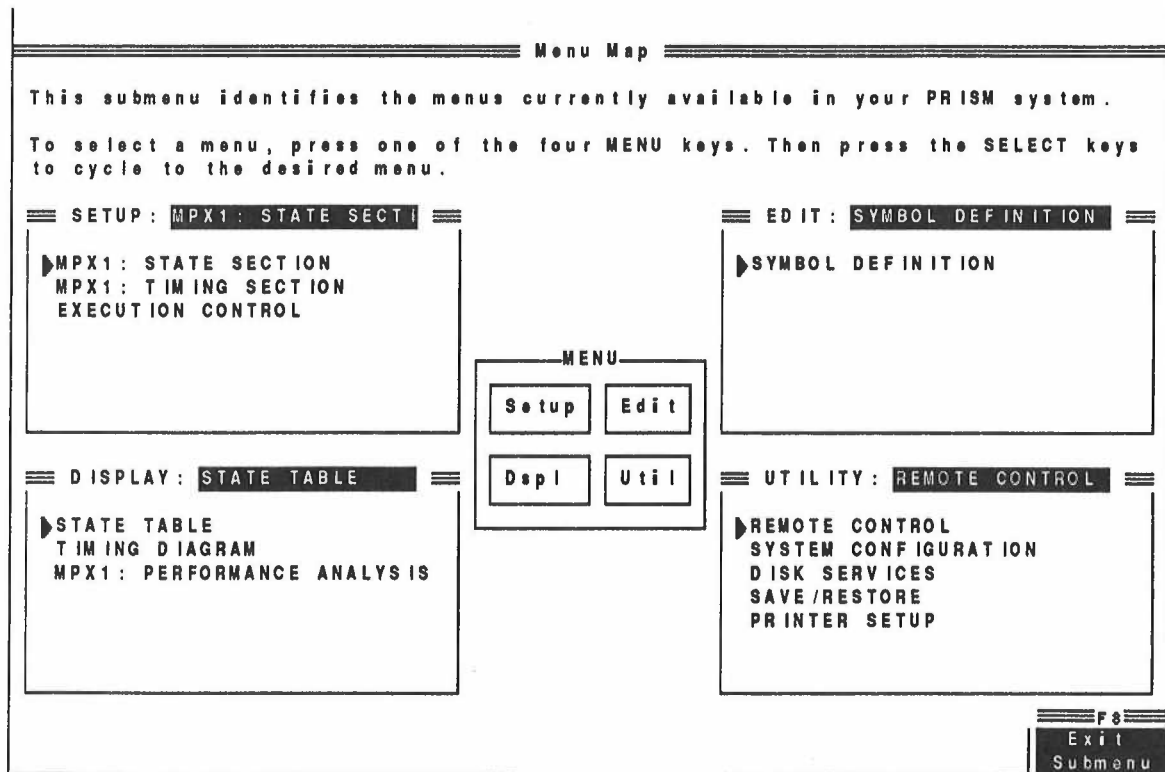 Menu Map
This submenu identifies the menus currently available in your PRISM system.
To select a menu, press one of the four MENU keys. Then press the SELECT keys
to cycle to the desired menu.
SETUP: MPX1: STATE SECTI
MPX1: STATE SECTION
MPX1: TIMING SECTION
EXECUTION CONTROL
EDIT: SYMBOL DEFINITION
SYMBOL DEFINITION
MENU
Setup Edit
Dspl Util
DISPLAY: STATE TABLE
STATE TABLE
TIMING DIAGRAM
MPX1: PERFORMANCE ANALYSIS
UTILITY: REMOTE CONTROL
REMOTE CONTROL
SYSTEM CONFIGURATION
DISK SERVICES
SAVE/RESTORE
PRINTER SETUP
F8
Exit
Submenu